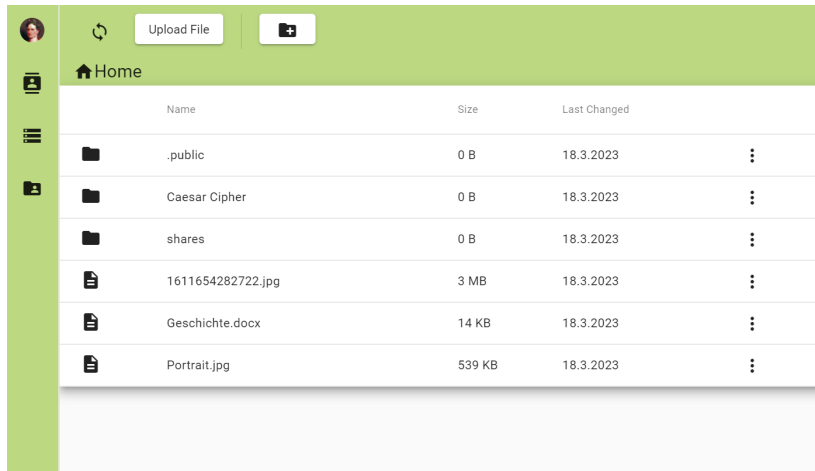 Upload File
Home
Name Size Last Changed
.public 0 B 18.3.2023
Caesar Cipher 0 B 18.3.2023
shares 0 B 18.3.2023
1611654282722.jpg 3 MB 18.3.2023
Geschichte.docx 14 KB 18.3.2023
Portrait.jpg 539 KB 18.3.2023